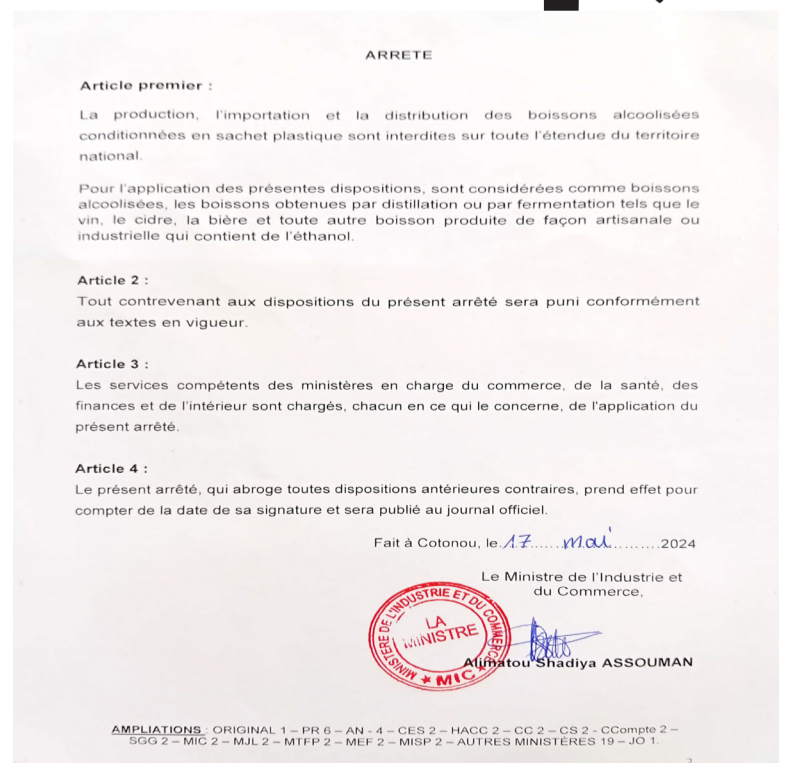 ARRETE
Article premier :
La production, l'importation et la distribution des boissons alcoolisées
conditionnées en sachet plastique sont interdites sur toute l'étendue du territoire
national.
Pour l'application des présentes dispositions, sont considérées comme boissons
alcoolisées, les boissons obtenues par distillation ou par fermentation tels que le
vin, le cidre, la bière et toute autre boisson produite de façon artisanale ou
industrielle qui contient de l'éthanol.
Article 2 :
Tout contrevenant aux dispositions du présent arrêté sera puni conformément
aux textes en vigueur.
Article 3 :
Les services compétents des ministères en charge du commerce, de la santé, des
finances et de l'intérieur sont chargés, chacun en ce qui le concerne, de l'application du
présent arrêté.
Article 4 :
Le présent arrêté, qui abroge toutes dispositions antérieures contraires, prend effet pour
compter de la date de sa signature et sera publié au journal officiel.
Fait à Cotonou, le 17 mai 2024
Le Ministre de l'Industrie et
du Commerce,
MINISTÈRE DE L'INDUSTRIE ET DU COMMERCE
LA
MINISTRE
MIC
Alimatou Shadiya ASSOUMAN
AMPLIATIONS : ORIGINAL 1 – PR 6 – AN - 4 – CES 2 – HACC 2 – CC 2 – CS 2 - CCompte 2 –
SGG 2 – MIC 2 – MJL 2 – MTFP 2 – MEF 2 – MISP 2 – AUTRES MINISTÈRES 19 – JO 1.